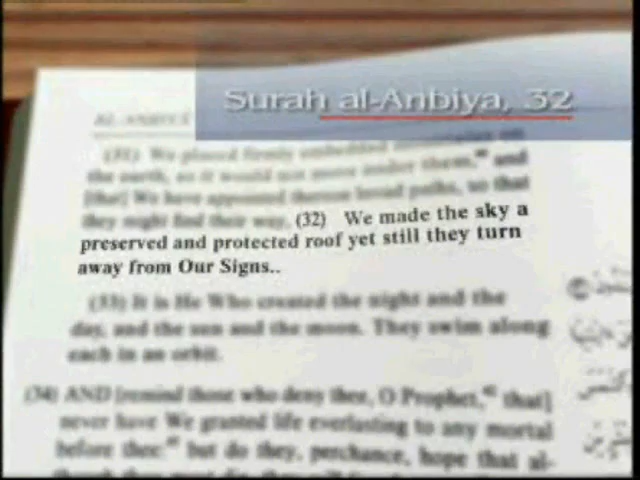 Surah al-Anbiya, 32
(31) We placed firmly embedded mountains on
the earth, so it would not move under them, and
[that] We have appointed thereon broad paths, so that
they might find their way, (32) We made the sky a
preserved and protected roof yet still they turn
away from Our Signs..
(33) It is He Who created the night and the
day, and the sun and the moon. They swim along
each in an orbit.
(34) AND [remind those who deny thee, O Prophet, that]
never have We granted life everlasting to any mortal
before thee: but do they, perchance, hope that al-